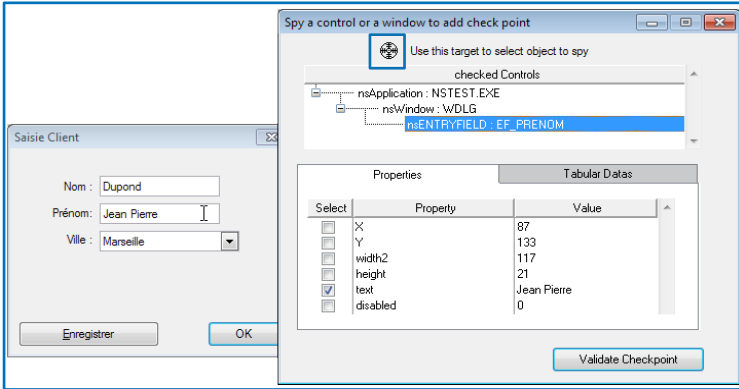 Spy a control or a window to add check point
Use this target to select object to spy
checked Controls
nsApplication : NSTEST.EXE
nsWindow : WDLG
nsENTRYFIELD : EF_PRENOM
Saisie Client
Nom : Dupond
Prénom: Jean Pierre
Ville : Marseille
Enregistrer OK
Properties Tabular Datas
Select Property Value
X 87
Y 133
width2 117
height 21
text Jean Pierre
disabled 0
Validate Checkpoint